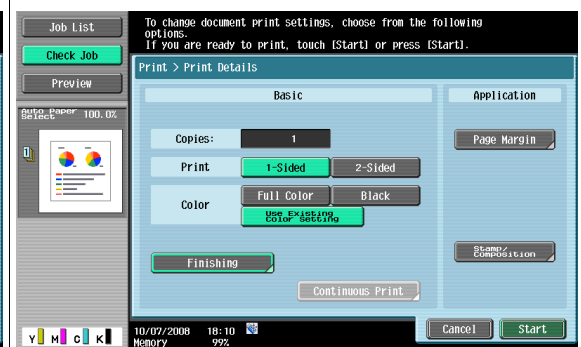 Job List
Check Job
Preview
Auto Paper
Select
100.0%
Y M C K
To change document print settings, choose from the following
options.
If you are ready to print, touch [Start] or press [Start].
Print > Print Details
Basic
Copies:
1
Print
1-Sided
2-Sided
Color
Full Color
Black
Use Existing
Color Setting
Finishing
Continuous Print
Application
Page Margin
Stamp/
Composition
10/07/2008 18:10
Memory 99%
Cancel
Start